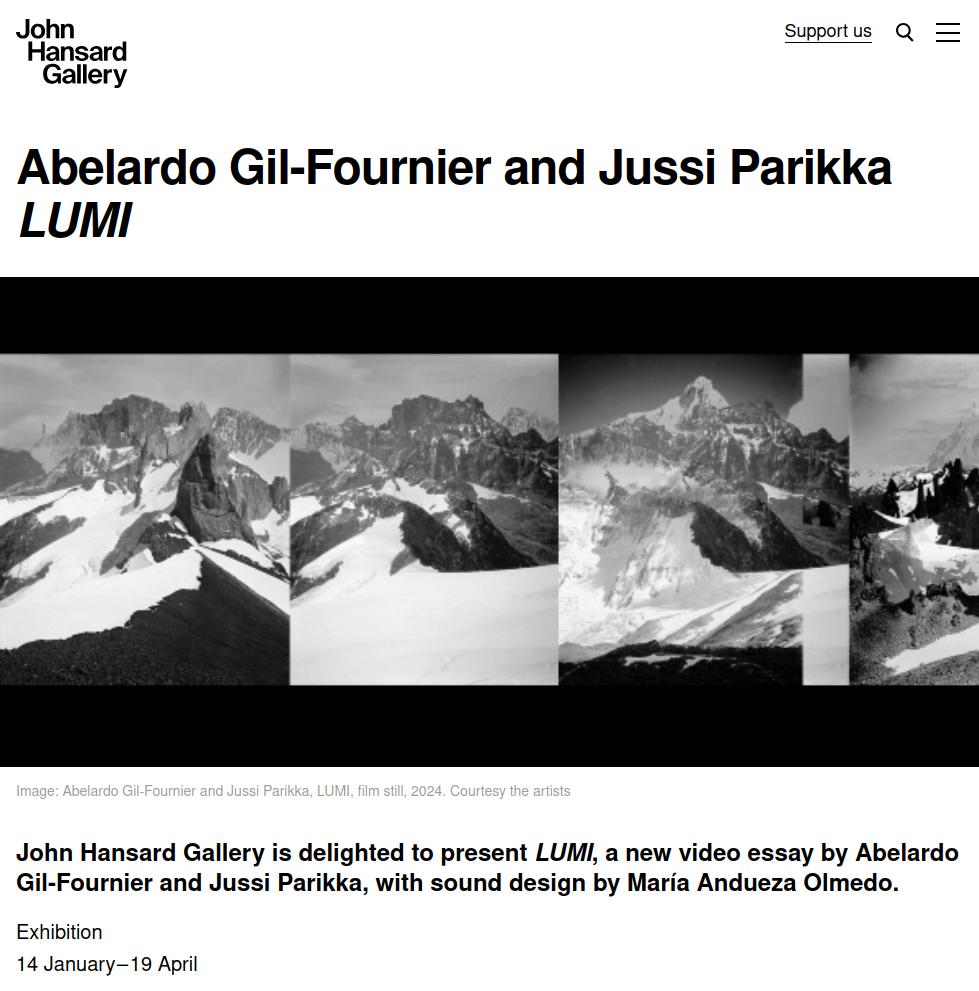 John
Hansard
Gallery
Support us
Abelardo Gil-Fournier and Jussi Parikka
LUMI
Image: Abelardo Gil-Fournier and Jussi Parikka, LUMI, film still, 2024. Courtesy the artists
John Hansard Gallery is delighted to present LUMI, a new video essay by Abelardo
Gil-Fournier and Jussi Parikka, with sound design by María Andueza Olmedo.
Exhibition
14 January–19 April